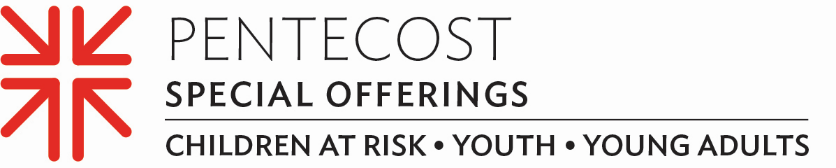 PENTECOST
SPECIAL OFFERINGS
CHILDREN AT RISK • YOUTH • YOUNG ADULTS